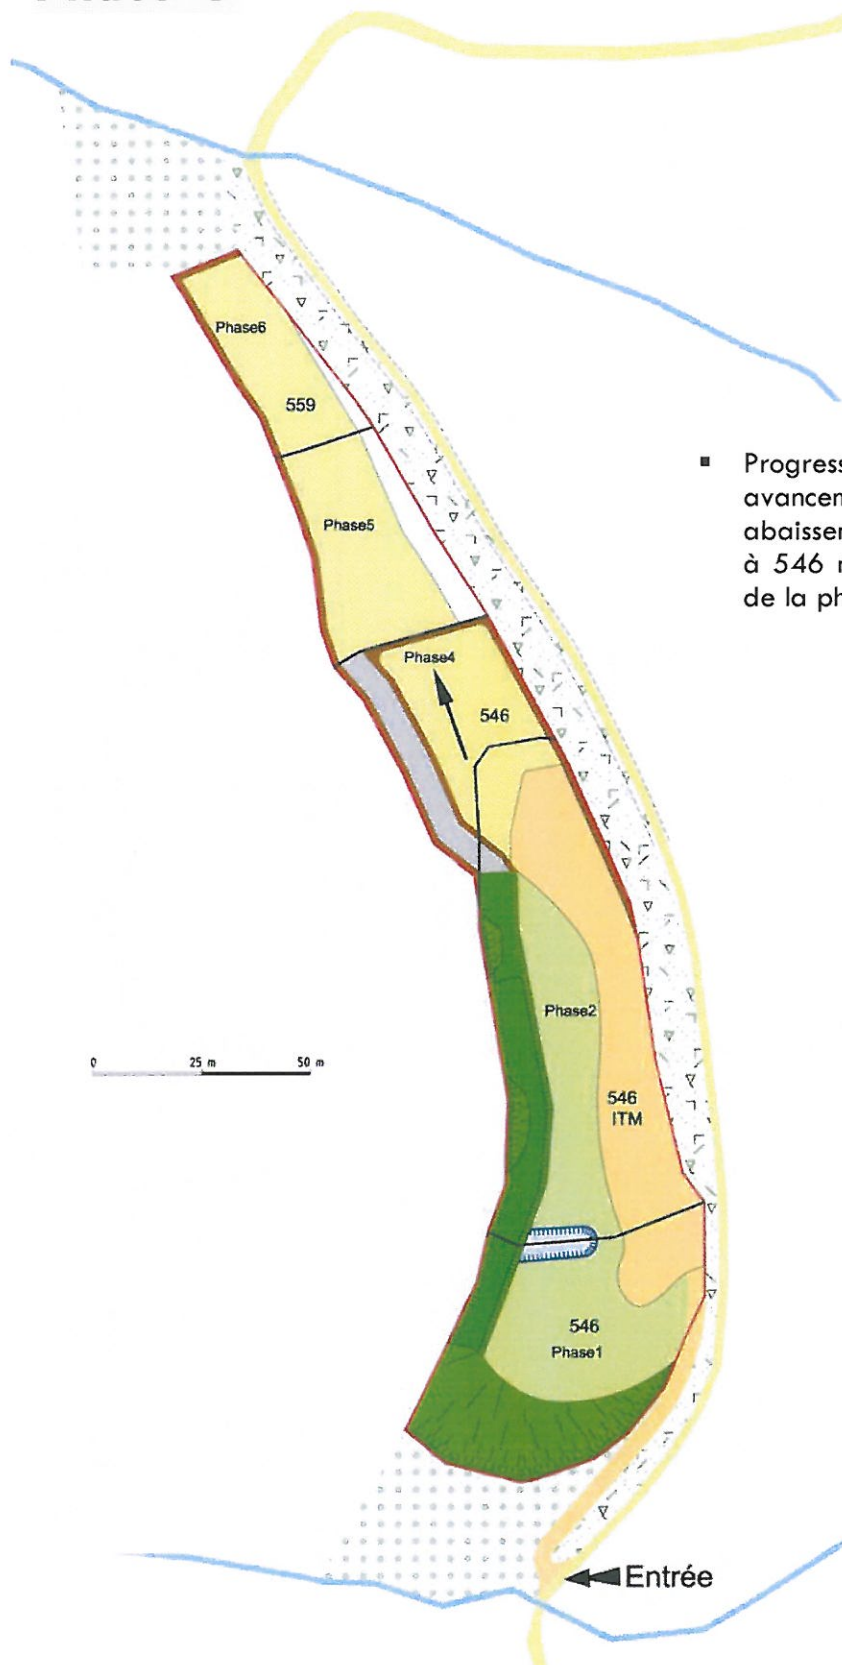 Phase6
559
▪ Progress
avancem
Phase5
abaisser
à 546 m
de la ph
Phase4
546
Phase2
0 25 m 50 m
546
ITM
546
Phase1
Entrée